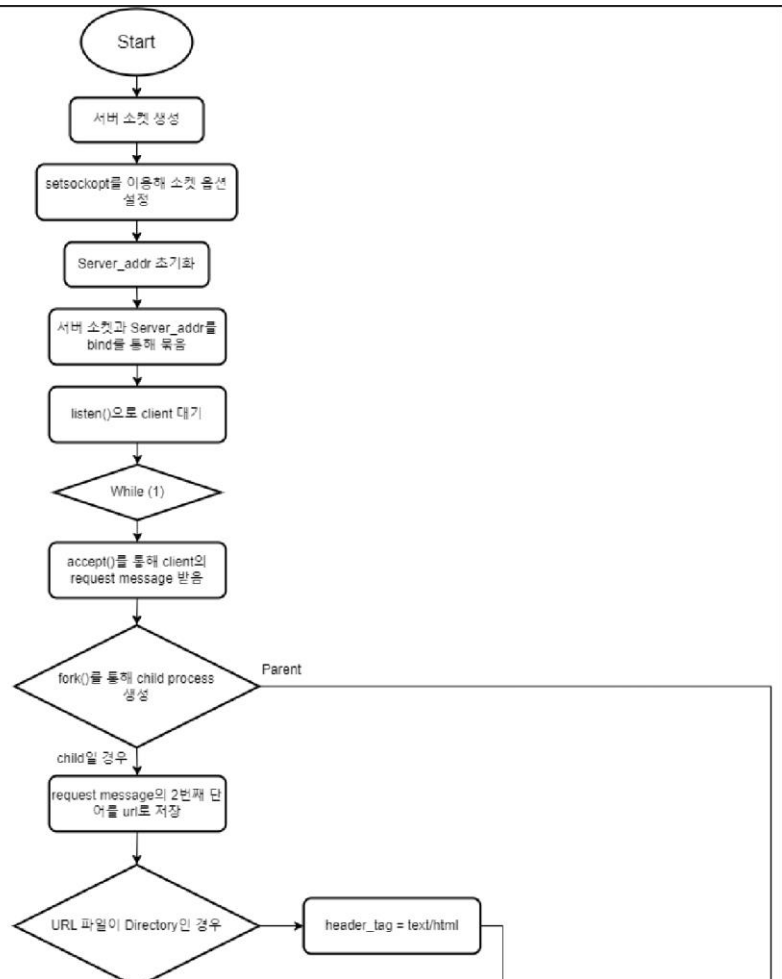 Start
서버 소켓 생성
setsockopt를 이용해 소켓 옵션
설정
Server_addr 초기화
서버 소켓과 Server_addr를
bind를 통해 묶음
listen()으로 client 대기
While (1)
accept()를 통해 client의
request message 받음
fork()를 통해 child process
생성
Parent
child일 경우
request message의 2번째 단
어를 url로 저장
URL 파일이 Directory인 경우
header_tag = text/html